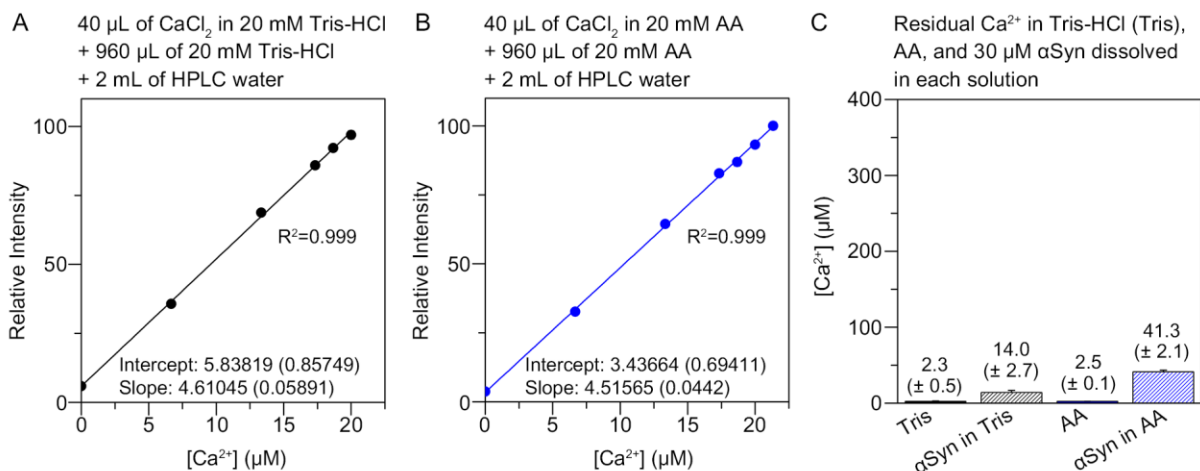 A
40 µL of CaCl₂ in 20 mM Tris-HCl
+ 960 µL of 20 mM Tris-HCl
+ 2 mL of HPLC water
100
50
0
Relative Intensity
R²=0.999
Intercept: 5.83819 (0.85749)
Slope: 4.61045 (0.05891)
0 5 10 15 20
[Ca²⁺] (µM)
B
40 µL of CaCl₂ in 20 mM AA
+ 960 µL of 20 mM AA
+ 2 mL of HPLC water
100
50
0
Relative Intensity
R²=0.999
Intercept: 3.43664 (0.69411)
Slope: 4.51565 (0.0442)
0 5 10 15 20
[Ca²⁺] (µM)
C
Residual Ca²⁺ in Tris-HCl (Tris),
AA, and 30 µM αSyn dissolved
in each solution
400
300
200
100
0
[Ca²⁺] (µM)
2.3
(± 0.5)
14.0
(± 2.7)
2.5
(± 0.1)
41.3
(± 2.1)
Tris
αSyn in Tris
AA
αSyn in AA